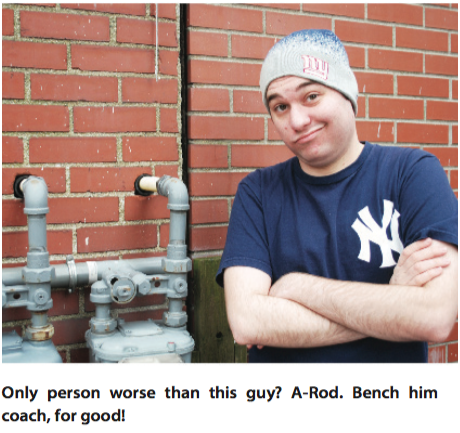 ny
NY
Only person worse than this guy? A-Rod. Bench him
coach, for good!